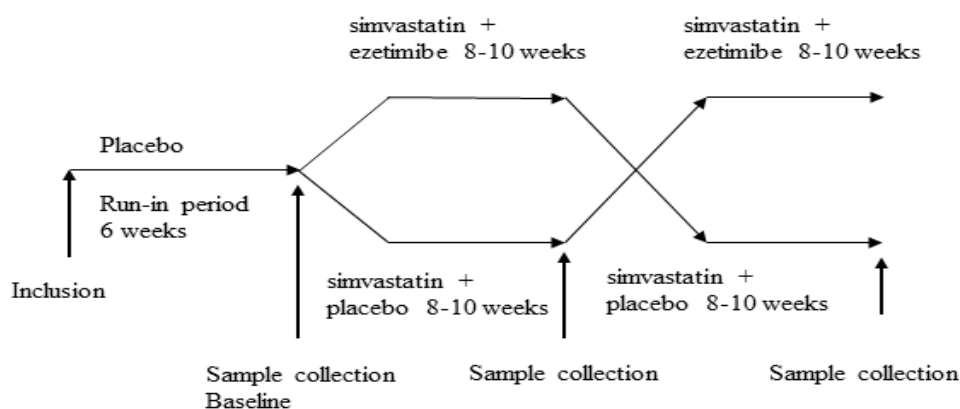 simvastatin +
ezetimibe 8-10 weeks
simvastatin +
ezetimibe 8-10 weeks
Placebo
Run-in period
6 weeks
Inclusion
simvastatin +
placebo 8-10 weeks
simvastatin +
placebo 8-10 weeks
Sample collection
Baseline
Sample collection
Sample collection